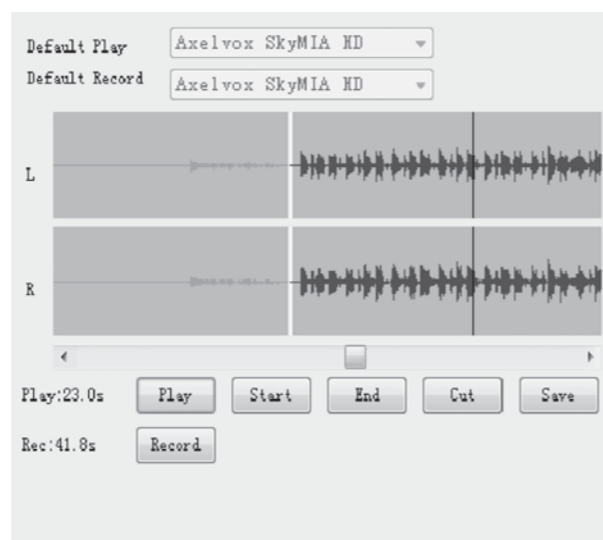 Default Play Axelvox SkyMIA HD
Default Record Axelvox SkyMIA HD
L
R
Play:23.0s Play Start End Cut Save
Rec:41.8s Record